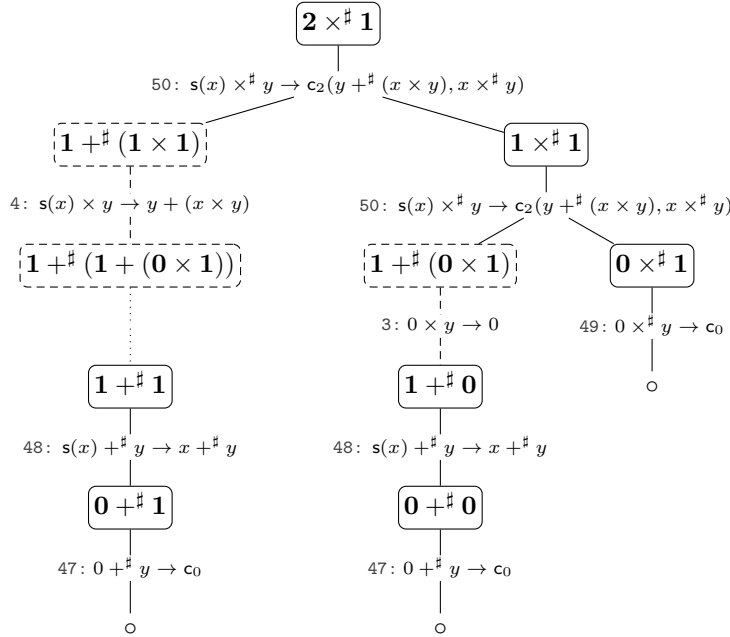 2 ×♯ 1
50: s(x) ×♯ y → c₂(y +♯ (x × y), x ×♯ y)
1 +♯ (1 × 1) 1 ×♯ 1
4: s(x) × y → y + (x × y) 50: s(x) ×♯ y → c₂(y +♯ (x × y), x ×♯ y)
1 +♯ (1 + (0 × 1)) 1 +♯ (0 × 1) 0 ×♯ 1
3: 0 × y → 0 49: 0 ×♯ y → c₀
1 +♯ 1 1 +♯ 0
48: s(x) +♯ y → x +♯ y 48: s(x) +♯ y → x +♯ y
0 +♯ 1 0 +♯ 0
47: 0 +♯ y → c₀ 47: 0 +♯ y → c₀